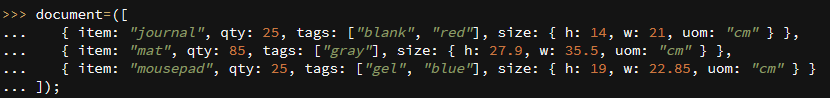 >>> document=([
...    { item: "journal", qty: 25, tags: ["blank", "red"], size: { h: 14, w: 21, uom: "cm" } },
...    { item: "mat", qty: 85, tags: ["gray"], size: { h: 27.9, w: 35.5, uom: "cm" } },
...    { item: "mousepad", qty: 25, tags: ["gel", "blue"], size: { h: 19, w: 22.85, uom: "cm" } }
... ]);